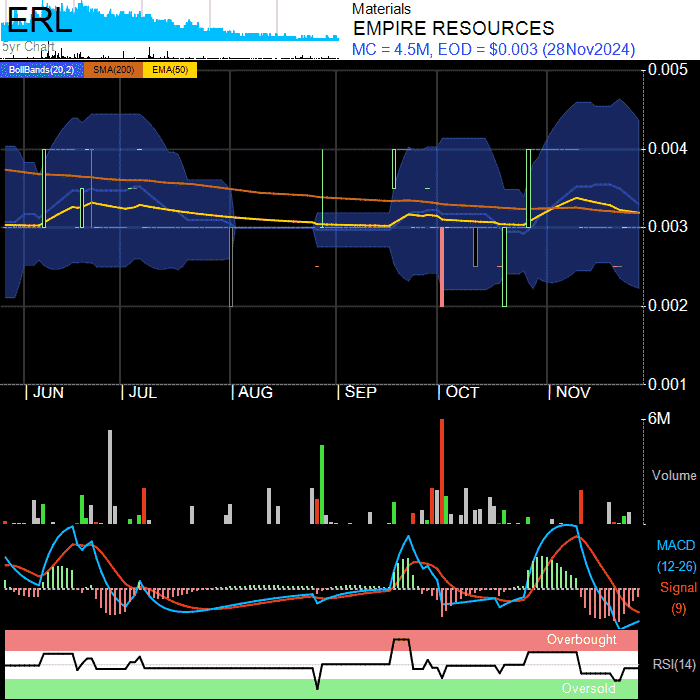 ERL
5yr Chart
Materials
EMPIRE RESOURCES
MC = 4.5M, EOD = $0.003 (28Nov2024)
BollBands(20,2) SMA(200) EMA(50)
0.005
0.004
0.003
0.002
0.001
JUN JUL AUG SEP OCT NOV
6M
Volume
MACD
(12-26)
Signal
(9)
Overbought
RSI(14)
Oversold